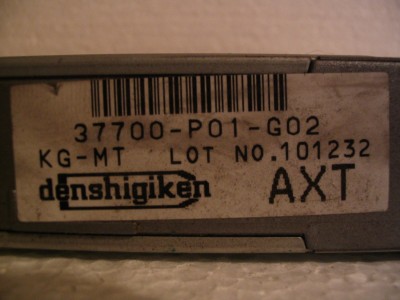 37700-P01-G02
KG-MT LOT NO.101232
denshigiken AXT